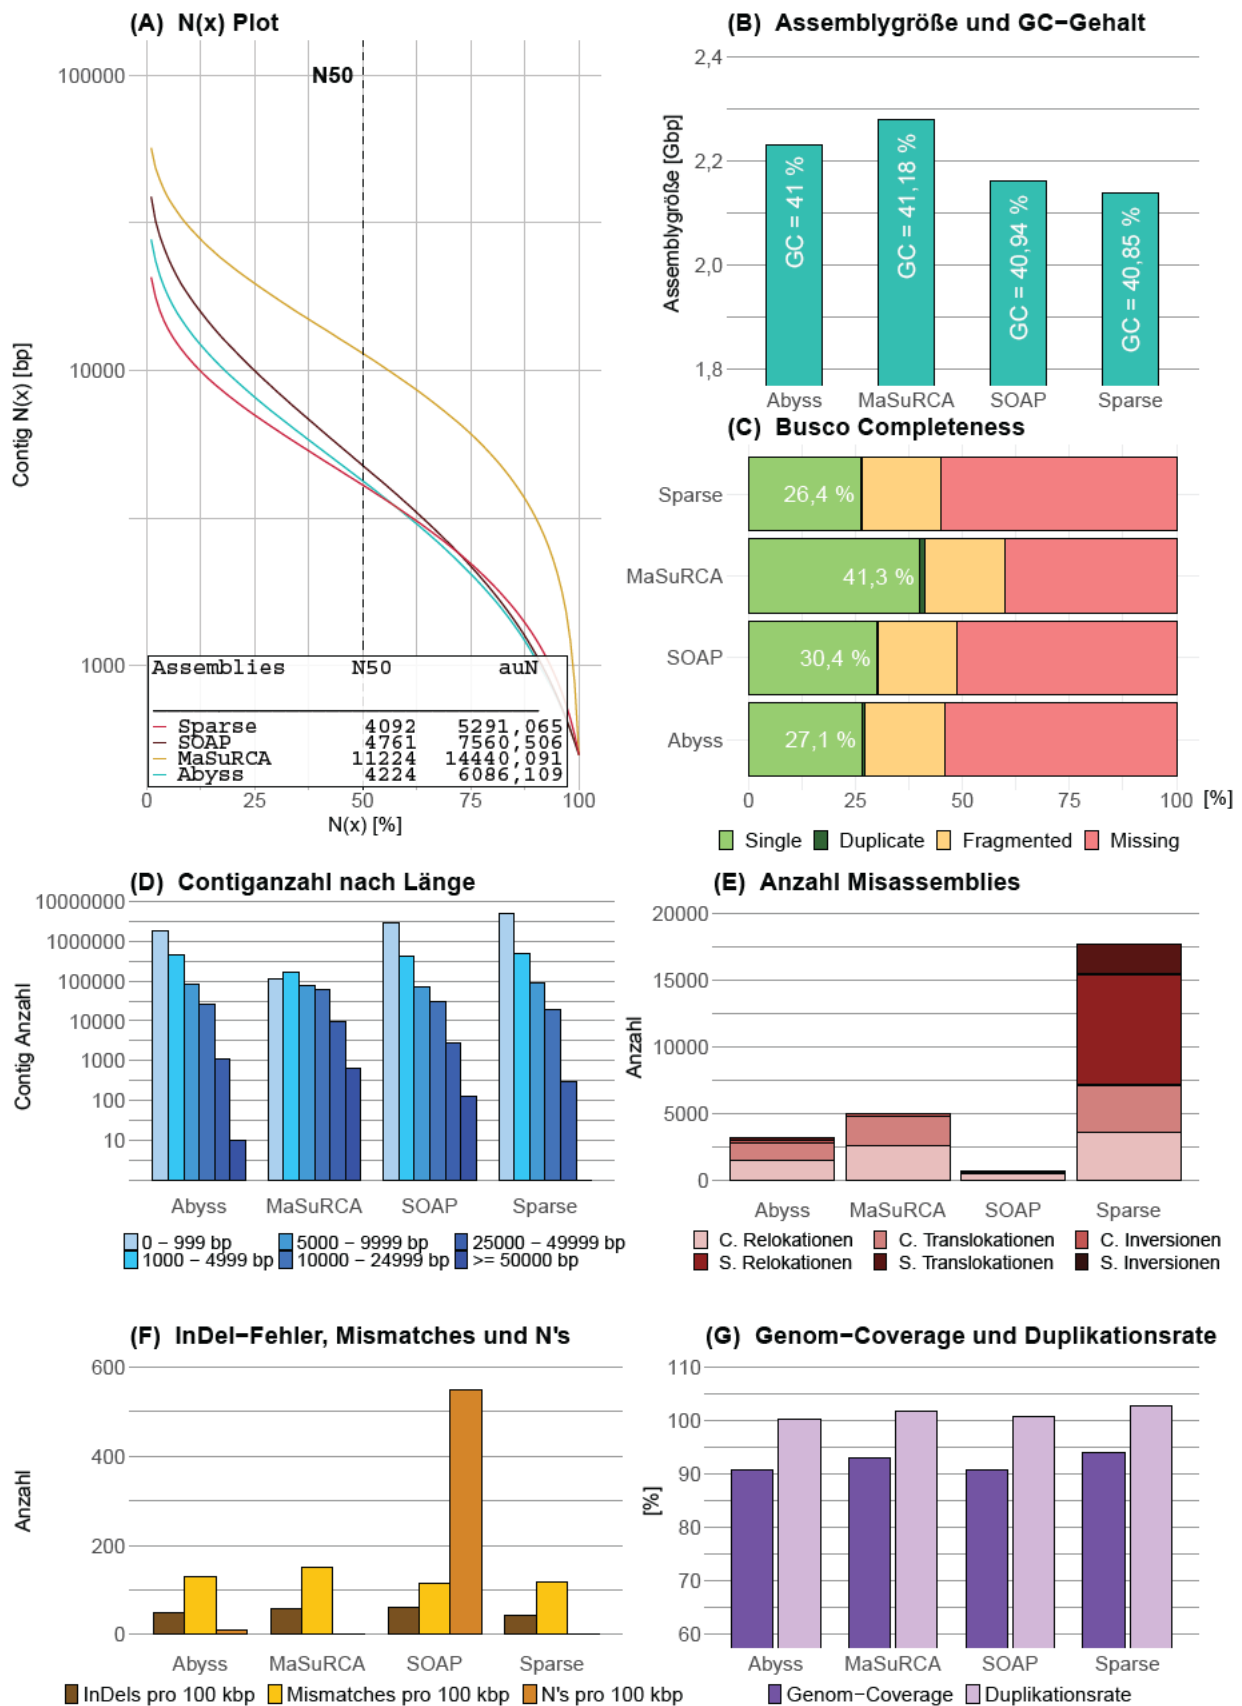 (A) N(x) Plot
100000
10000
1000
Contig N(x) [bp]
N50
Assemblies N50 auN
Sparse 4092 5291,065
SOAP 4761 7560,506
MaSuRCA 11224 14440,091
Abyss 4224 6086,109
0 25 50 75 100
N(x) [%]
(B) Assemblygröße und GC−Gehalt
2,4
2,2
2,0
1,8
Assemblygröße [Gbp]
GC = 41 %
GC = 41,18 %
GC = 40,94 %
GC = 40,85 %
Abyss MaSuRCA SOAP Sparse
(C) Busco Completeness
Sparse 26,4 %
MaSuRCA 41,3 %
SOAP 30,4 %
Abyss 27,1 %
0 25 50 75 100 [%]
Single Duplicate Fragmented Missing
(D) Contiganzahl nach Länge
10000000
1000000
100000
10000
1000
100
10
Contig Anzahl
Abyss MaSuRCA SOAP Sparse
0 − 999 bp 5000 − 9999 bp 25000 − 49999 bp
1000 − 4999 bp 10000 − 24999 bp >= 50000 bp
(E) Anzahl Misassemblies
20000
15000
10000
5000
0
Anzahl
Abyss MaSuRCA SOAP Sparse
C. Relokationen C. Translokationen C. Inversionen
S. Relokationen S. Translokationen S. Inversionen
(F) InDel−Fehler, Mismatches und N's
600
400
200
0
Anzahl
Abyss MaSuRCA SOAP Sparse
InDels pro 100 kbp Mismatches pro 100 kbp N's pro 100 kbp
(G) Genom−Coverage und Duplikationsrate
110
100
90
80
70
60
[%]
Abyss MaSuRCA SOAP Sparse
Genom−Coverage Duplikationsrate